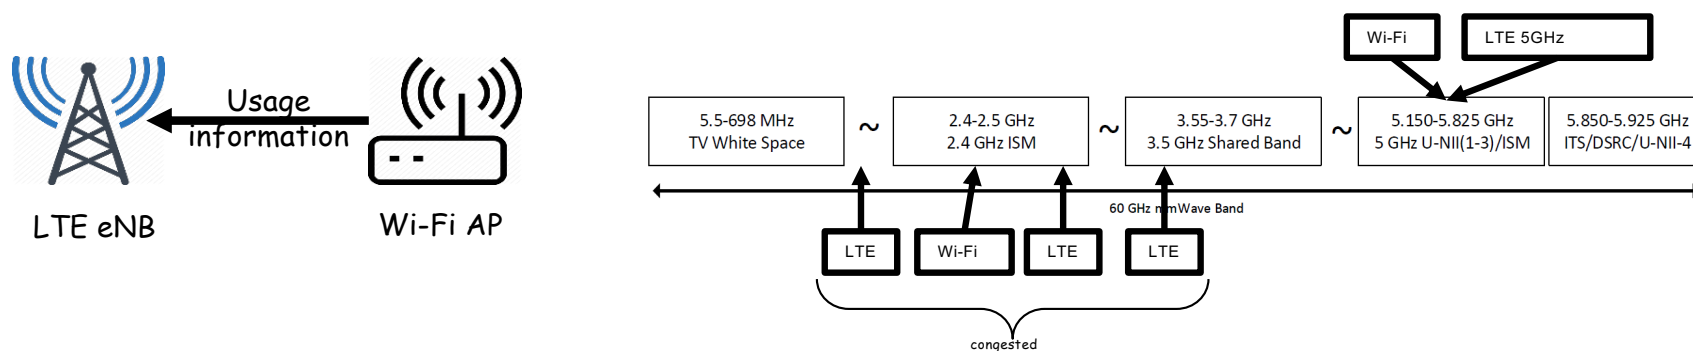 Usage
information
LTE eNB
Wi-Fi AP
Wi-Fi
LTE 5GHz
5.5-698 MHz
TV White Space
~
2.4-2.5 GHz
2.4 GHz ISM
~
3.55-3.7 GHz
3.5 GHz Shared Band
~
5.150-5.825 GHz
5 GHz U-NII(1-3)/ISM
5.850-5.925 GHz
ITS/DSRC/U-NII-4
60 GHz mmWave Band
LTE
Wi-Fi
LTE
LTE
congested